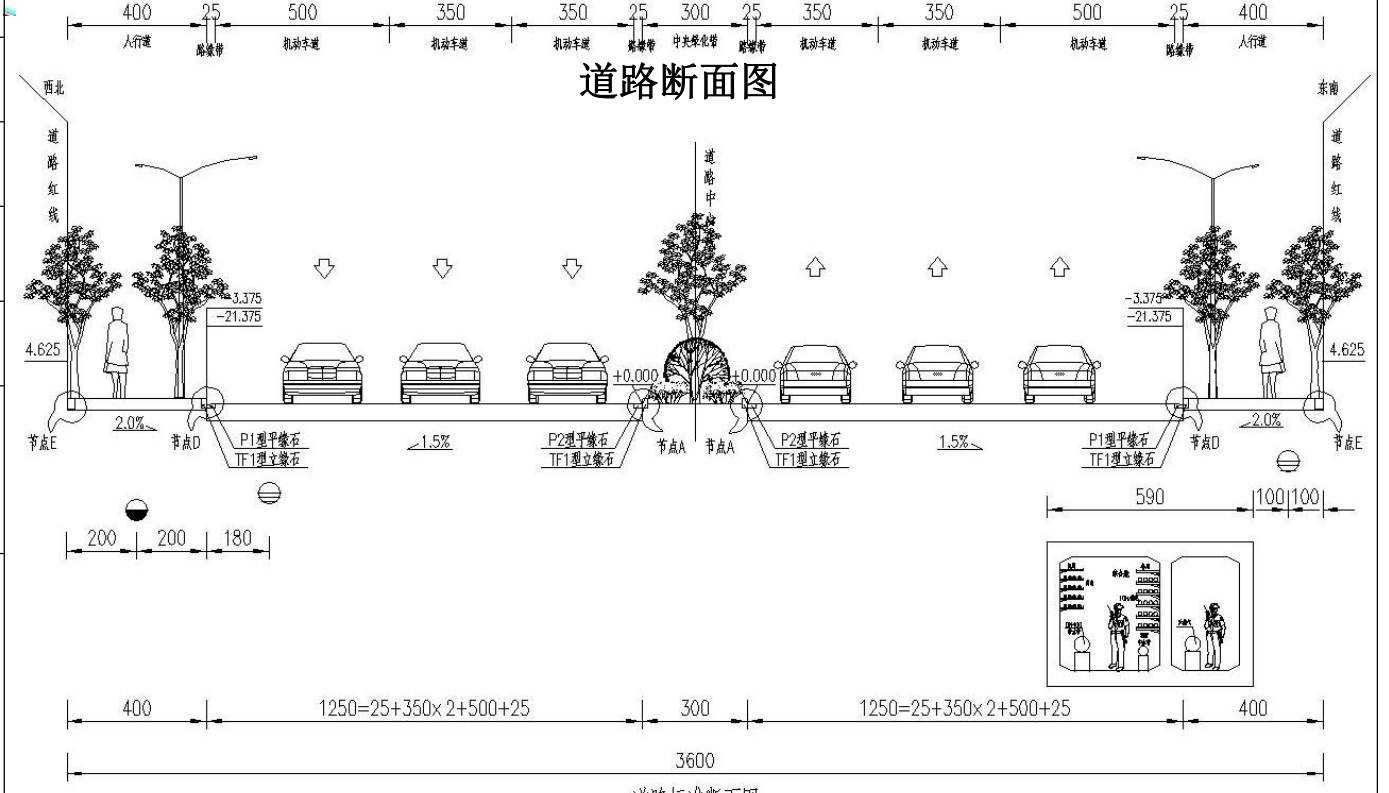 400 25 500 350 350 25 300 25 350 350 500 25 400
人行道 路缘带 机动车道 机动车道 机动车道 路缘带 中央绿化带 路缘带 机动车道 机动车道 机动车道 路缘带 人行道
道路断面图
西北 东南
道路红线 道路中心 道路红线
-3.375 -3.375
-21.375 -21.375
4.625 4.625
+0.000 +0.000
2.0% 2.0%
节点E 节点D P1型平缘石 1.5% P2型平缘石 节点A 节点A P2型平缘石 1.5% P1型平缘石 节点D 节点E
TF1型立缘石 TF1型立缘石 TF1型立缘石 TF1型立缘石
590 100 100
200 200 180
400 1250=25+350x2+500+25 300 1250=25+350x2+500+25 400
3600
道路标准断面图